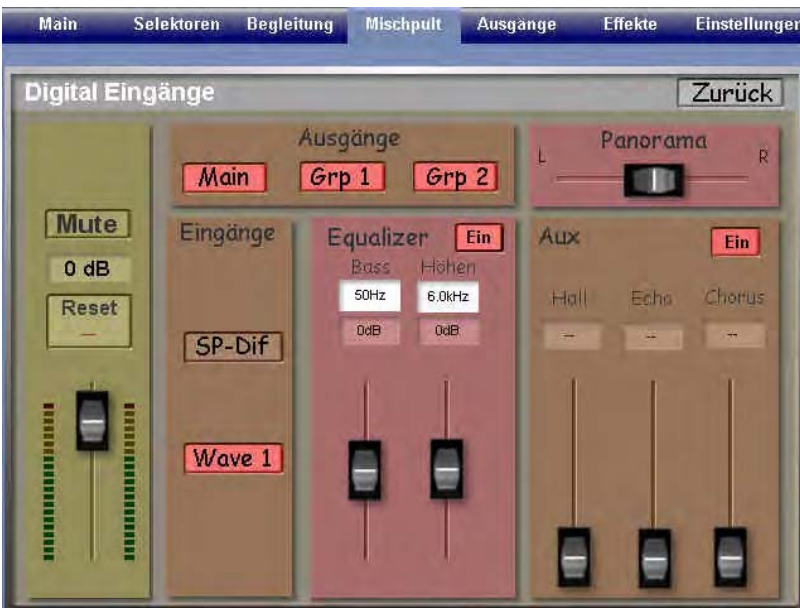 Main Selektoren Begleitung Mischpult Ausgänge Effekte Einstellunger
Digital Eingänge Zurück
Ausgänge
Main Grp 1 Grp 2
Panorama
L R
Mute
0 dB
Reset
--
Eingänge
SP-Dif
Wave 1
Equalizer Ein
Bass Höhen
50Hz 6.0kHz
0dB 0dB
Aux Ein
Hall Echo Chorus
-- -- --